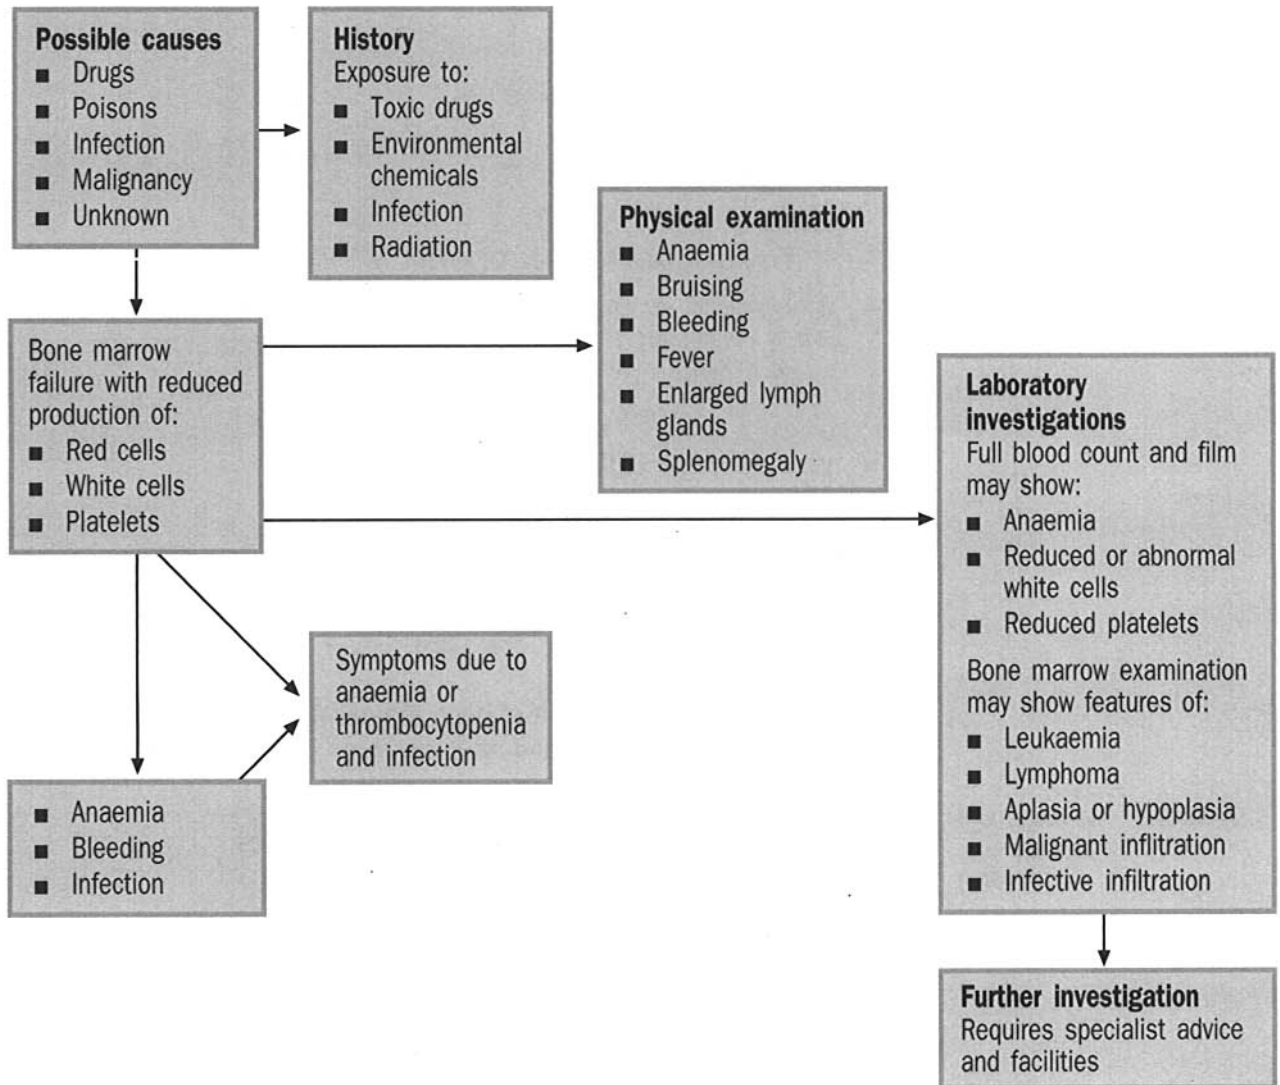 Possible causes
■ Drugs
■ Poisons
■ Infection
■ Malignancy
■ Unknown
History
Exposure to:
■ Toxic drugs
■ Environmental
chemicals
■ Infection
■ Radiation
Physical examination
■ Anaemia
■ Bruising
■ Bleeding
■ Fever
■ Enlarged lymph
glands
■ Splenomegaly
Bone marrow
failure with reduced
production of:
■ Red cells
■ White cells
■ Platelets
Laboratory
investigations
Full blood count and film
may show:
■ Anaemia
■ Reduced or abnormal
white cells
■ Reduced platelets
Bone marrow examination
may show features of:
■ Leukaemia
■ Lymphoma
■ Aplasia or hypoplasia
■ Malignant inflitration
■ Infective infiltration
Symptoms due to
anaemia or
thrombocytopenia
and infection
■ Anaemia
■ Bleeding
■ Infection
Further investigation
Requires specialist advice
and facilities